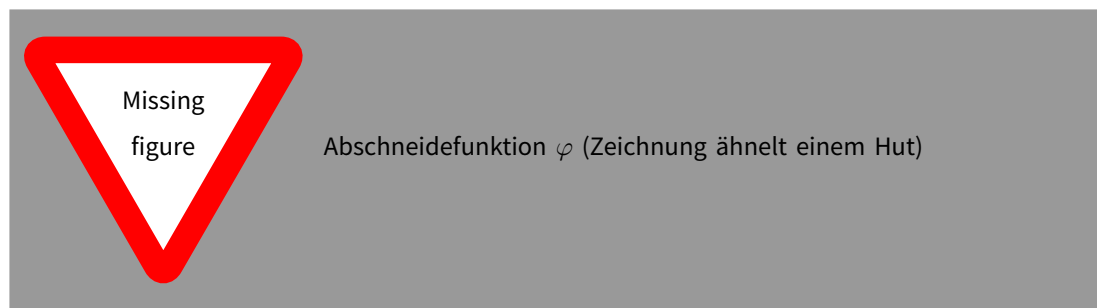 Missing
figure
Abschneidefunktion φ (Zeichnung ähnelt einem Hut)